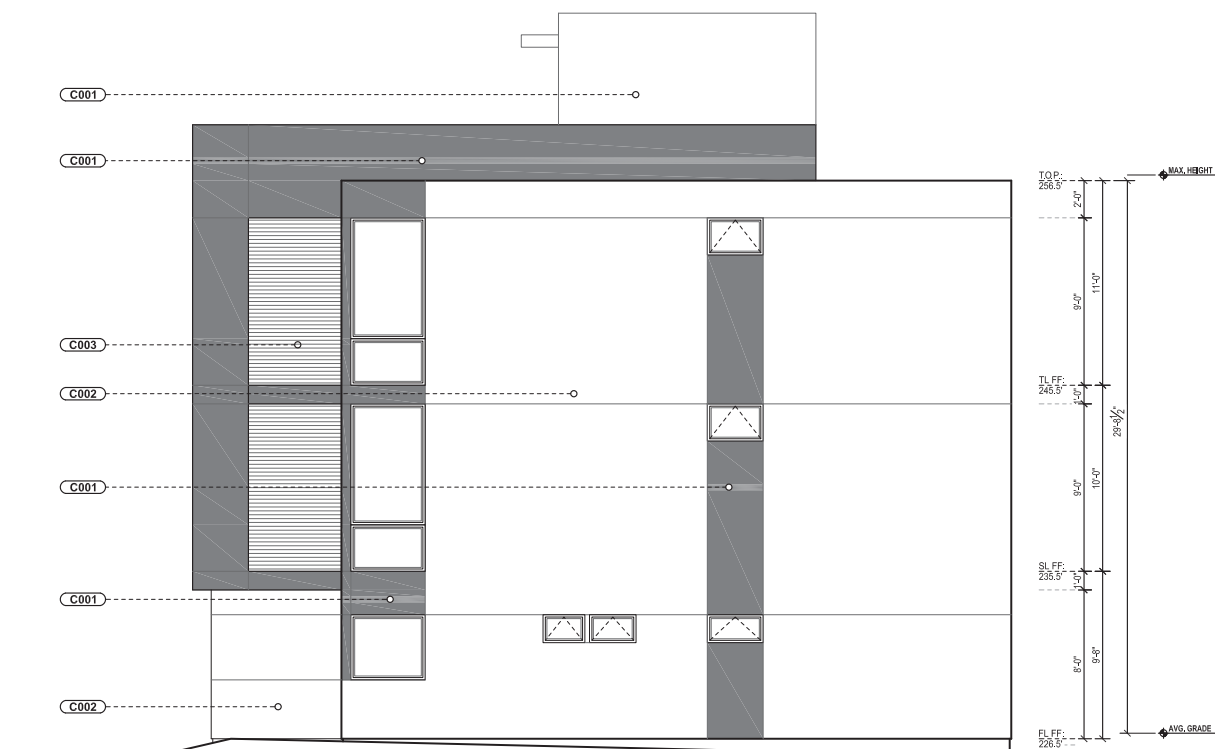 C001
C001
MAX. HEIGHT
T.O.P.:
256.5'
2'-0"
11'-0"
9'-0"
C003
TL FF:
245.5'
1'-0"
C002
29'-8½"
C001
9'-0"
10'-0"
SL FF:
235.5'
1'-0"
C001
8'-0"
9'-8"
C002
AVG. GRADE
FL FF:
226.5'